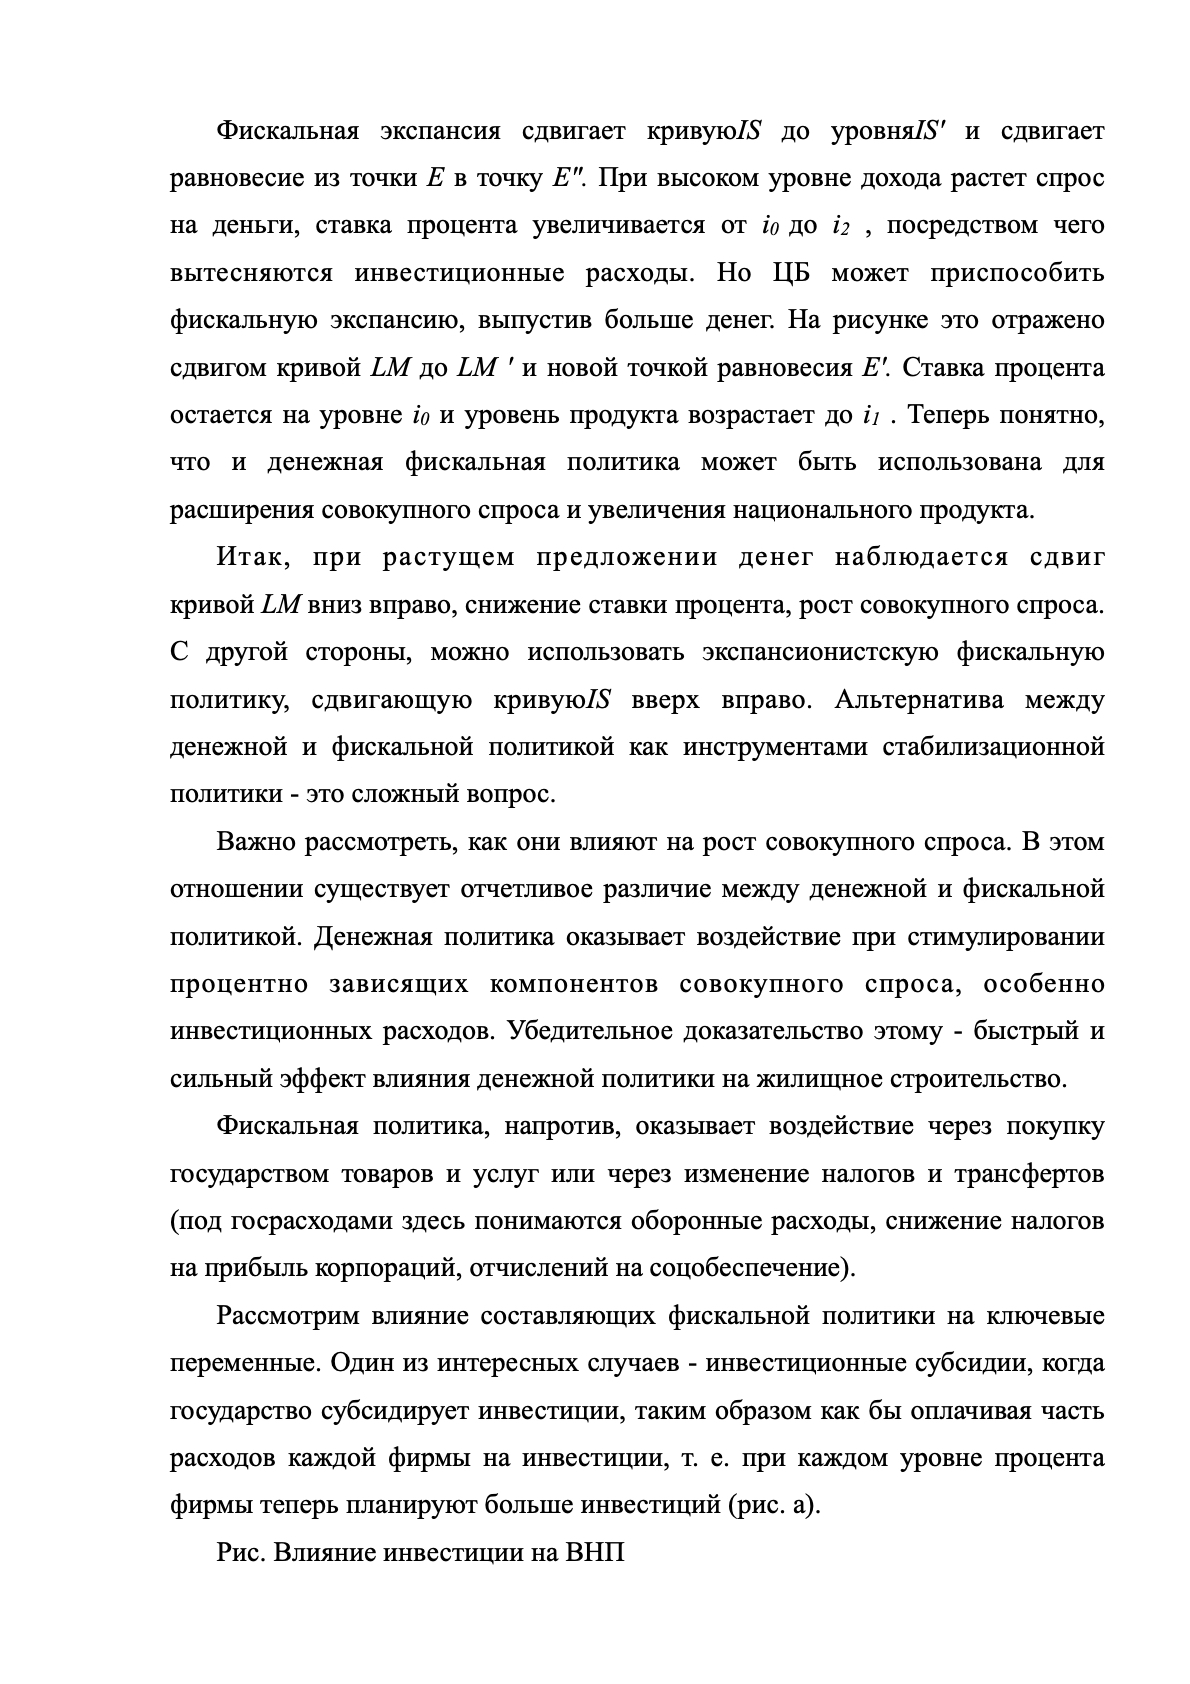 Фискальная экспансия сдвигает кривуюIS до уровняIS' и сдвигает
равновесие из точки E в точку E". При высоком уровне дохода растет спрос
на деньги, ставка процента увеличивается от i0 до i2 , посредством чего
вытесняются инвестиционные расходы. Но ЦБ может приспособить
фискальную экспансию, выпустив больше денег. На рисунке это отражено
сдвигом кривой LM до LM ' и новой точкой равновесия E'. Ставка процента
остается на уровне i0 и уровень продукта возрастает до i1 . Теперь понятно,
что и денежная фискальная политика может быть использована для
расширения совокупного спроса и увеличения национального продукта.
Итак, при растущем предложении денег наблюдается сдвиг
кривой LM вниз вправо, снижение ставки процента, рост совокупного спроса.
С другой стороны, можно использовать экспансионистскую фискальную
политику, сдвигающую кривуюIS вверх вправо. Альтернатива между
денежной и фискальной политикой как инструментами стабилизационной
политики - это сложный вопрос.
Важно рассмотреть, как они влияют на рост совокупного спроса. В этом
отношении существует отчетливое различие между денежной и фискальной
политикой. Денежная политика оказывает воздействие при стимулировании
процентно зависящих компонентов совокупного спроса, особенно
инвестиционных расходов. Убедительное доказательство этому - быстрый и
сильный эффект влияния денежной политики на жилищное строительство.
Фискальная политика, напротив, оказывает воздействие через покупку
государством товаров и услуг или через изменение налогов и трансфертов
(под госрасходами здесь понимаются оборонные расходы, снижение налогов
на прибыль корпораций, отчислений на соцобеспечение).
Рассмотрим влияние составляющих фискальной политики на ключевые
переменные. Один из интересных случаев - инвестиционные субсидии, когда
государство субсидирует инвестиции, таким образом как бы оплачивая часть
расходов каждой фирмы на инвестиции, т. е. при каждом уровне процента
фирмы теперь планируют больше инвестиций (рис. а).
Рис. Влияние инвестиции на ВНП